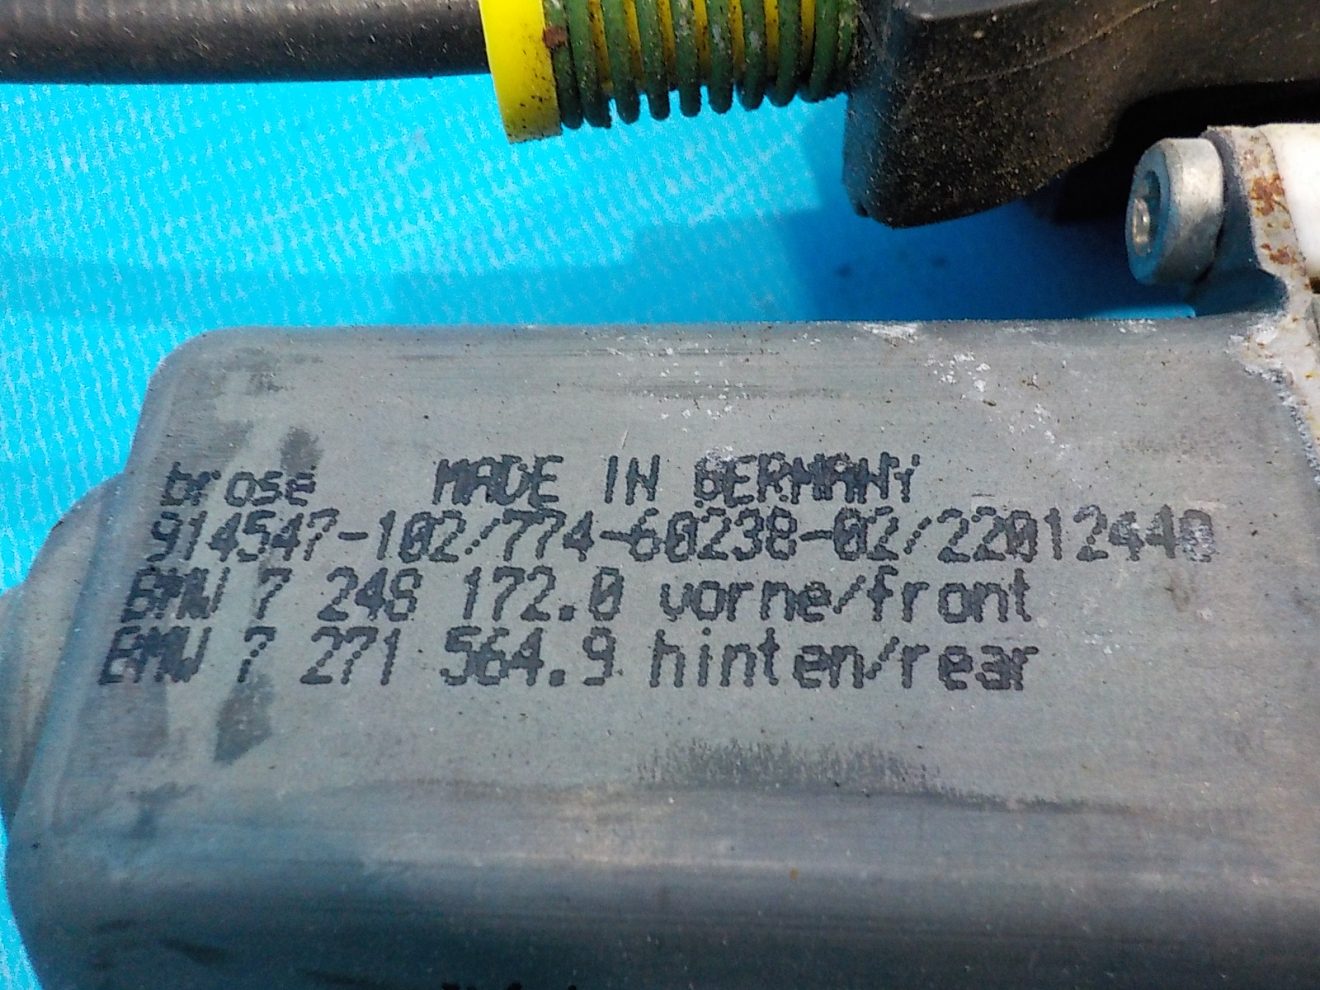 brose MADE IN GERMANY
914547-102/774-60238-02/22012440
BMW 7 248 172.0 vorne/front
BMW 7 271 564.9 hinten/rear